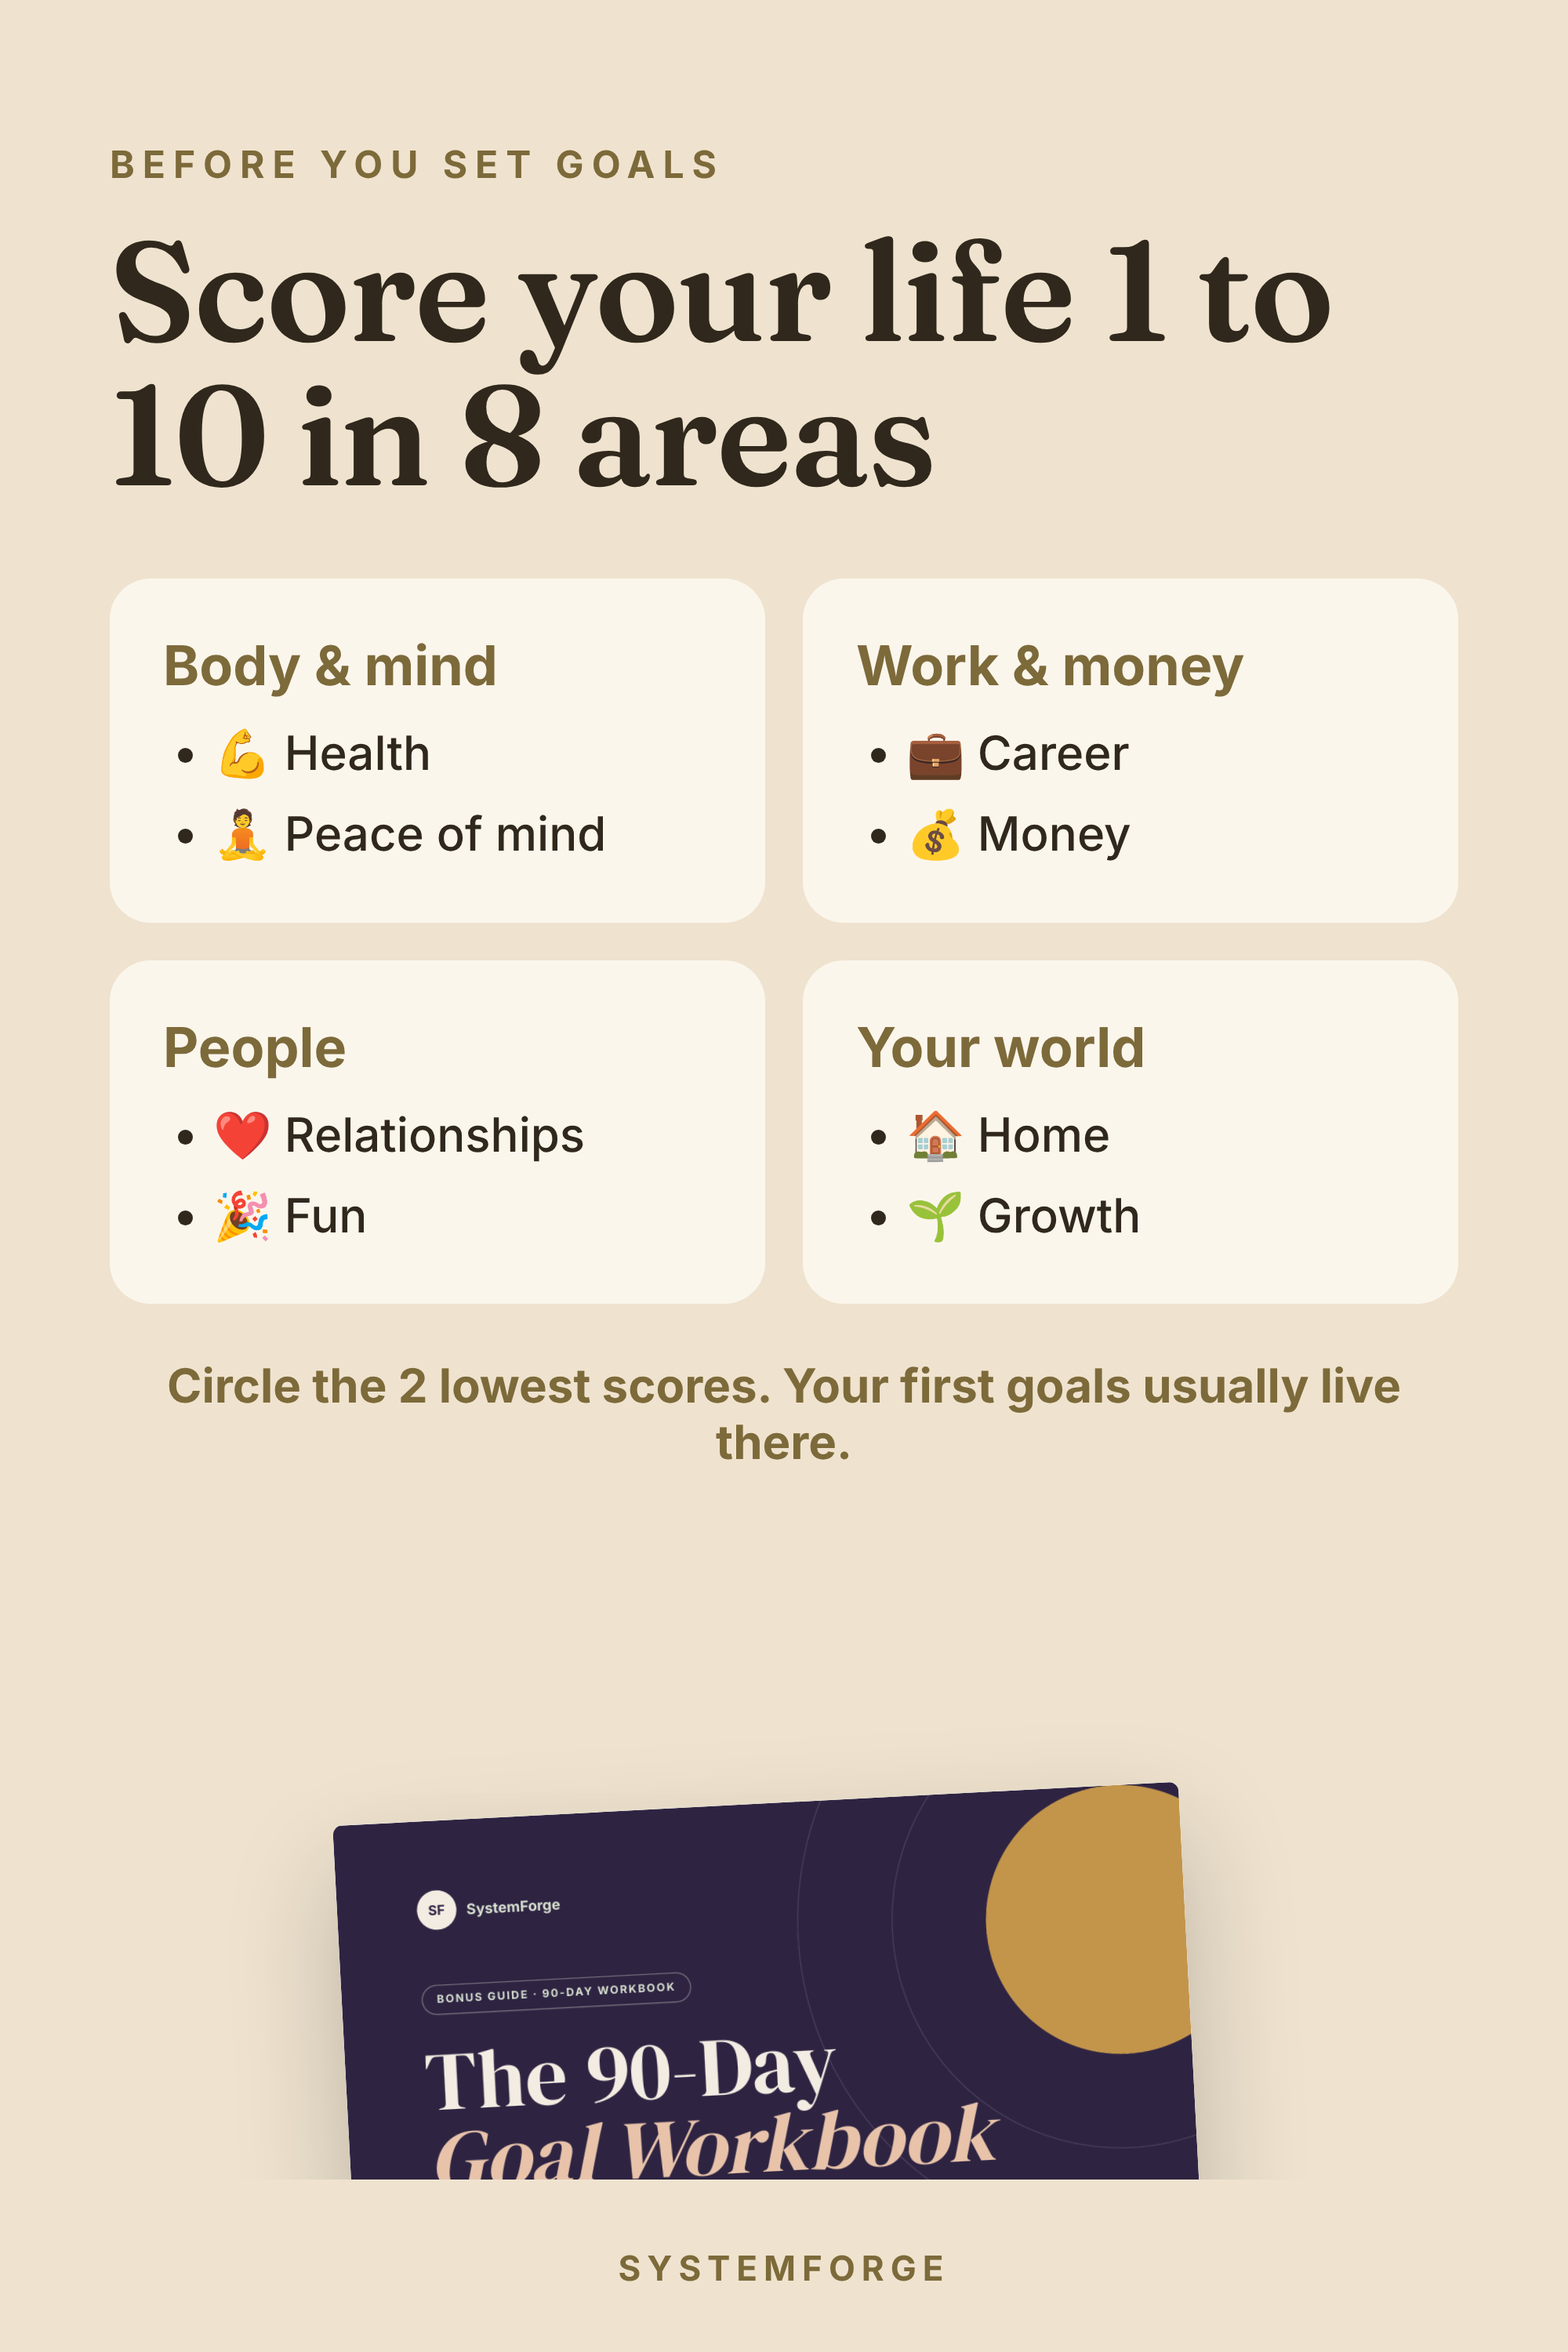 BEFORE YOU SET GOALS
Score your life 1 to
10 in 8 areas
Body & mind
• 💪 Health
• 🧘 Peace of mind
Work & money
• 💼 Career
• 💰 Money
People
• ❤️ Relationships
• 🎉 Fun
Your world
• 🏠 Home
• 🌱 Growth
Circle the 2 lowest scores. Your first goals usually live
there.
SF SystemForge
BONUS GUIDE · 90-DAY WORKBOOK
The 90-Day
Goal Workbook
SYSTEMFORGE